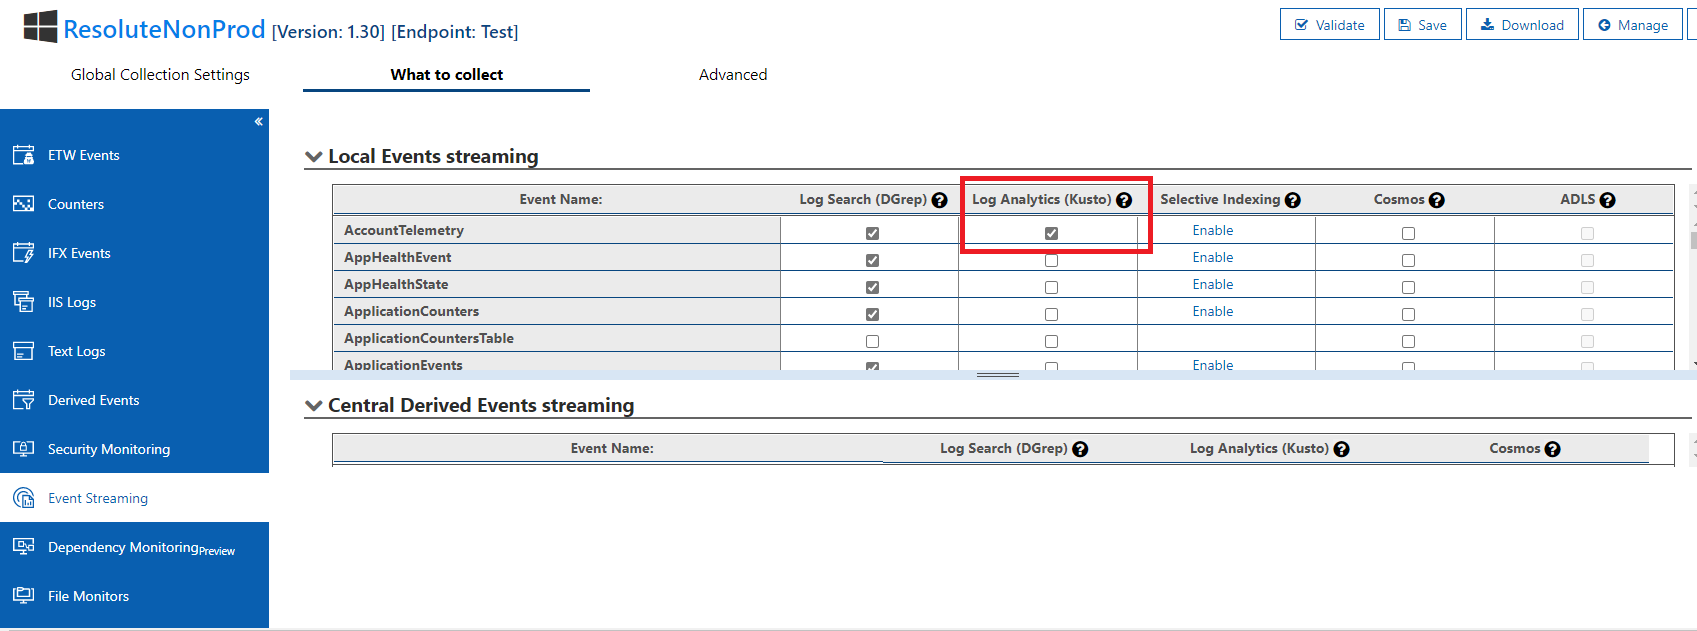 ResoluteNonProd [Version: 1.30] [Endpoint: Test]
Validate Save Download Manage
Global Collection Settings What to collect Advanced
«
ETW Events
Counters
IFX Events
IIS Logs
Text Logs
Derived Events
Security Monitoring
Event Streaming
Dependency Monitoring Preview
File Monitors
Local Events streaming
Event Name: Log Search (DGrep) ? Log Analytics (Kusto) ? Selective Indexing ? Cosmos ? ADLS ?
AccountTelemetry Enable
AppHealthEvent Enable
AppHealthState Enable
ApplicationCounters Enable
ApplicationCountersTable
ApplicationEvents Enable
Central Derived Events streaming
Event Name: Log Search (DGrep) ? Log Analytics (Kusto) ? Cosmos ?